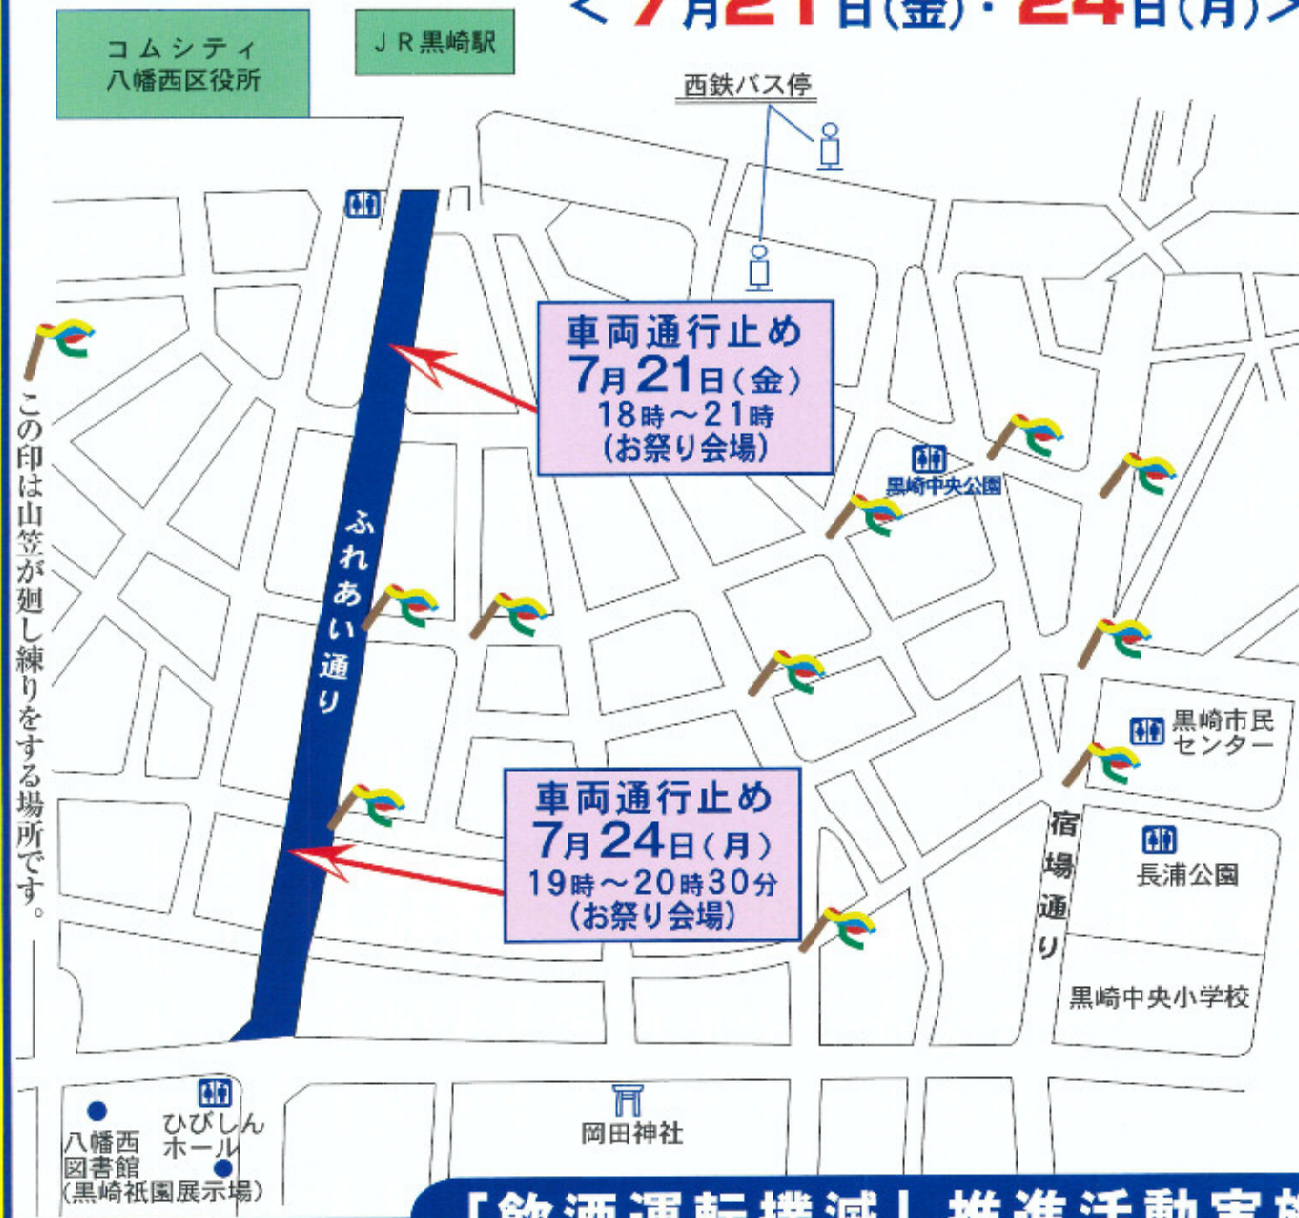 <7月21日(金)・24日(月)>
コムシティ
八幡西区役所
JR黒崎駅
西鉄バス停
車両通行止め
7月21日(金)
18時～21時
(お祭り会場)
黒崎中央公園
この印は山笠が廻し練りをする場所です。
ふれあい通り
黒崎市民
センター
車両通行止め
7月24日(月)
19時～20時30分
(お祭り会場)
宿場通り
長浦公園
黒崎中央小学校
ひびしん
ホール
八幡西
図書館
(黒崎祇園展示場)
岡田神社
「飲酒運転撲滅」推進活動実施